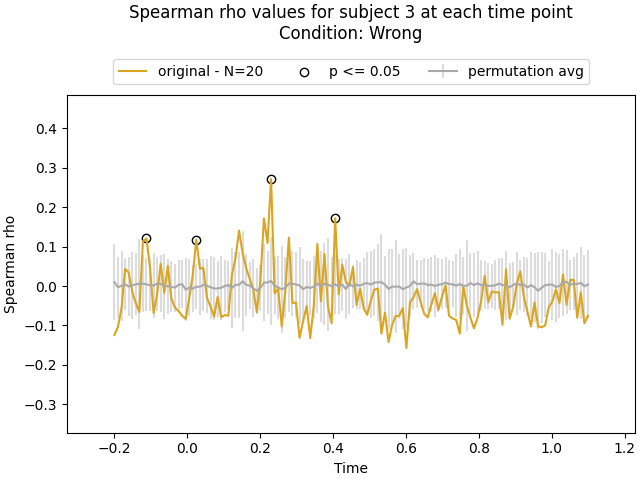 Spearman rho values for subject 3 at each time point
Condition: Wrong
original - N=20 p <= 0.05 permutation avg
0.4
0.3
0.2
0.1
0.0
−0.1
−0.2
−0.3
Spearman rho
−0.2 0.0 0.2 0.4 0.6 0.8 1.0 1.2
Time